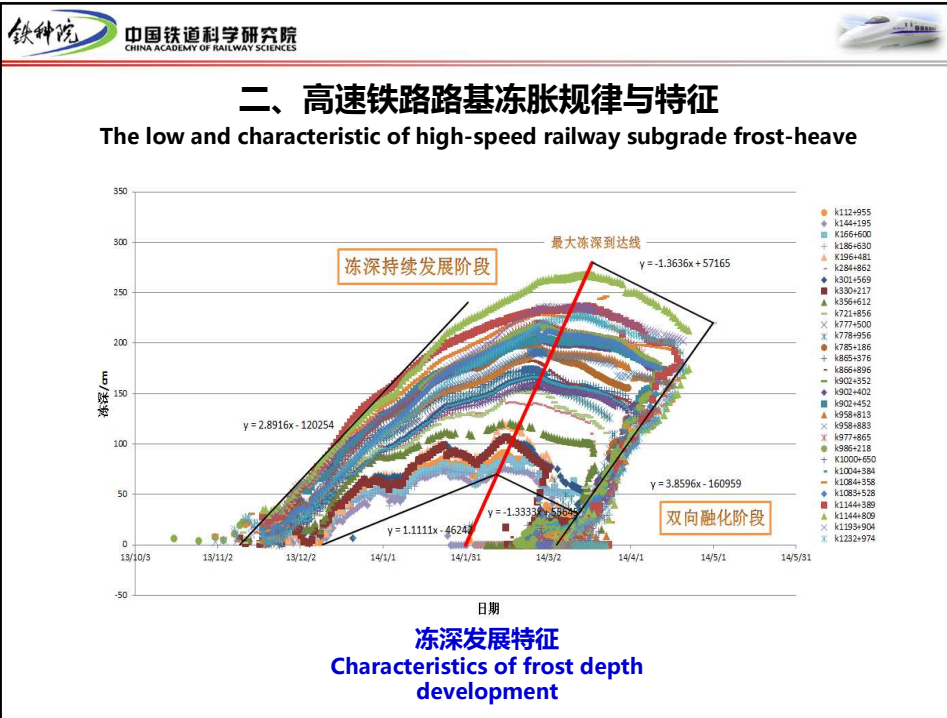 铁科院
中国铁道科学研究院
CHINA ACADEMY OF RAILWAY SCIENCES
二、高速铁路路基冻胀规律与特征
The low and characteristic of high-speed railway subgrade frost-heave
冻深/cm
350
300
250
200
150
100
50
0
-50
冻深持续发展阶段
最大冻深到达线
y = -1.3636x + 57165
y = 2.8916x - 120254
y = 3.8596x - 160959
y = -1.3333x + 55645
y = 1.1111x - 46242
双向融化阶段
13/10/3
13/11/2
13/12/2
14/1/1
14/1/31
14/3/2
14/4/1
14/5/1
14/5/31
日期
k112+955
k144+195
K166+600
k186+630
K196+481
k284+862
k301+569
k330+217
k356+612
k721+856
k777+500
k778+956
k785+186
k865+376
k866+896
k902+352
k902+402
k902+452
k958+813
k958+883
k977+865
k986+218
K1000+650
k1004+384
k1084+358
K1083+528
k1144+389
k1144+809
k1193+904
k1232+974
冻深发展特征
Characteristics of frost depth
development